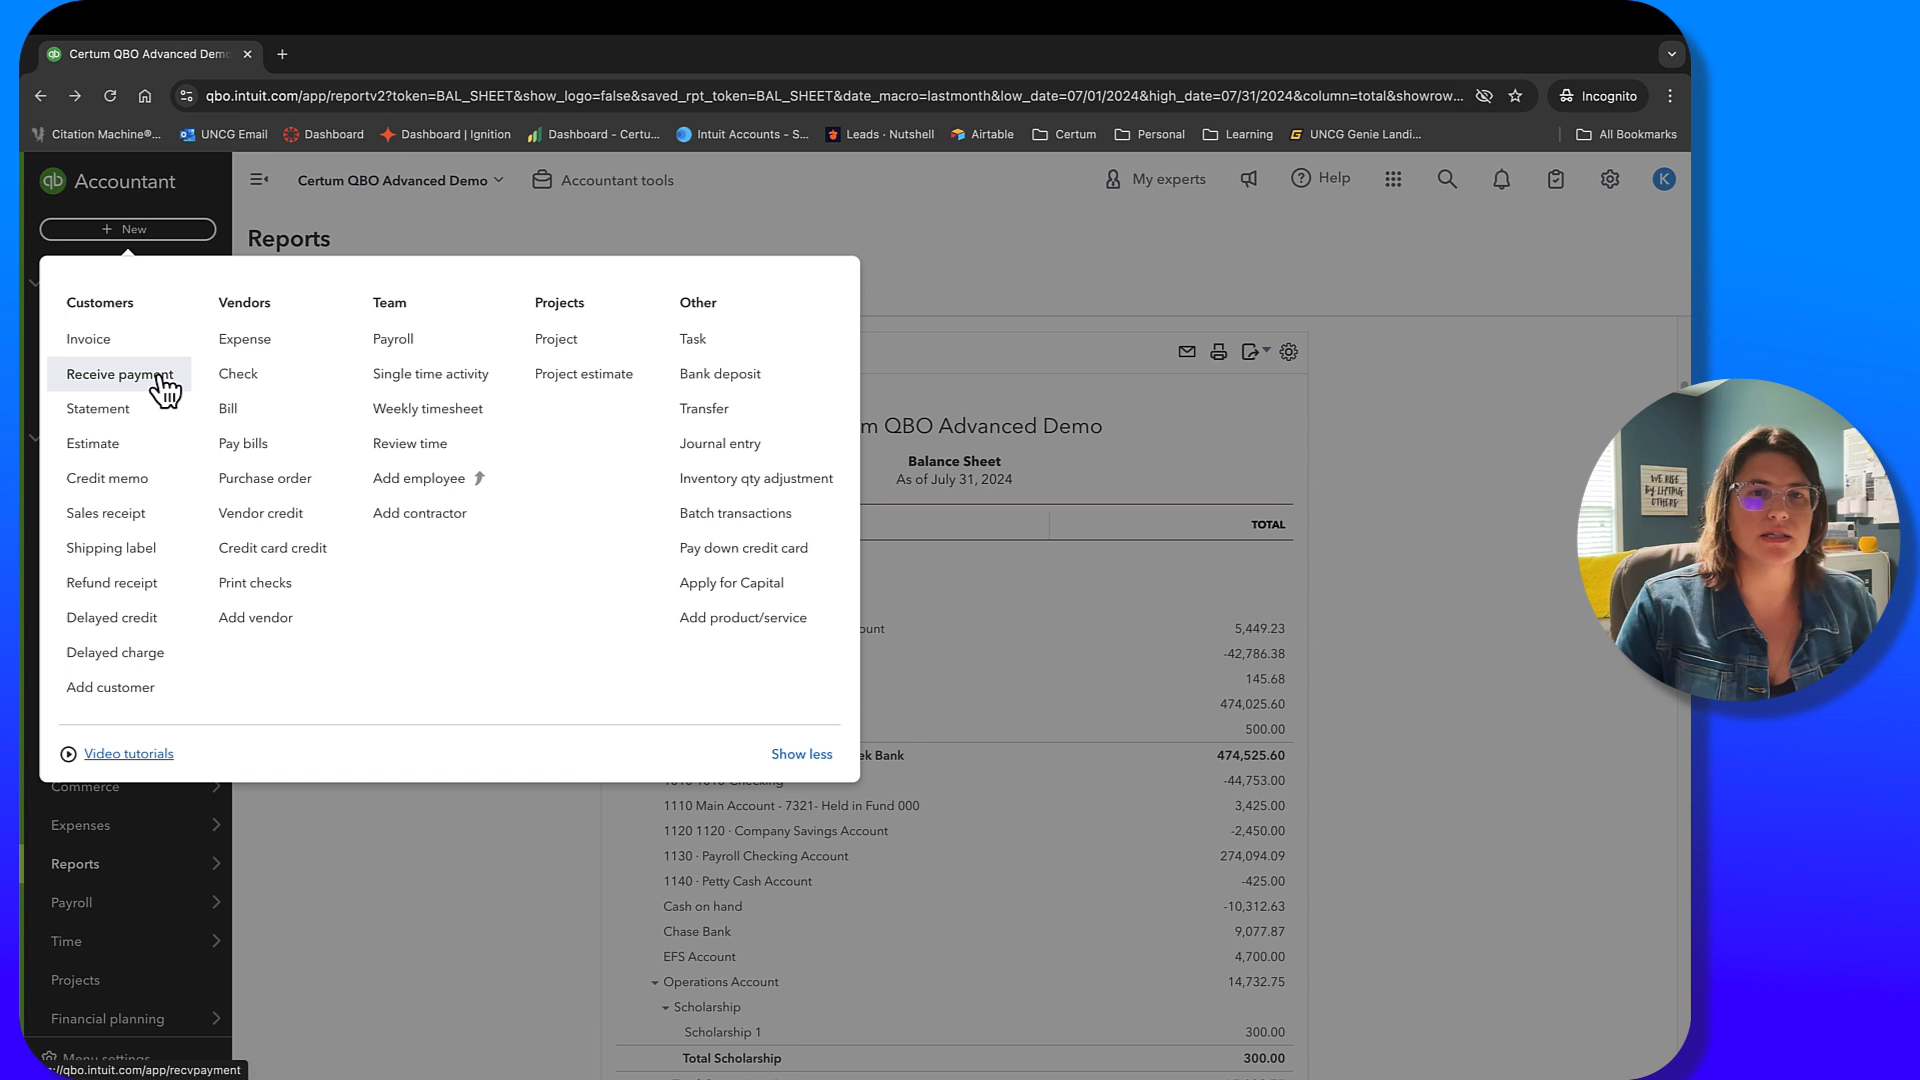 Certum QBO Advanced Demo
qbo.intuit.com/app/reportv2?token=BAL_SHEET&show_logo=false&saved_rpt_token=BAL_SHEET&date_macro=lastmonth&low_date=07/01/2024&high_date=07/31/2024&column=total&showrow...
Incognito
Citation Machine®...
UNCG Email
Dashboard
Dashboard | Ignition
Dashboard - Certu...
Intuit Accounts - S...
Leads · Nutshell
Airtable
Certum
Personal
Learning
UNCG Genie Landi...
All Bookmarks
qb Accountant
Certum QBO Advanced Demo
Accountant tools
My experts
Help
K
+ New
Reports
Customers
Invoice
Receive payment
Statement
Estimate
Credit memo
Sales receipt
Shipping label
Refund receipt
Delayed credit
Delayed charge
Add customer
Vendors
Expense
Check
Bill
Pay bills
Purchase order
Vendor credit
Credit card credit
Print checks
Add vendor
Team
Payroll
Single time activity
Weekly timesheet
Review time
Add employee
Add contractor
Projects
Project
Project estimate
Other
Task
Bank deposit
Transfer
Journal entry
Inventory qty adjustment
Batch transactions
Pay down credit card
Apply for Capital
Add product/service
Video tutorials
Show less
m QBO Advanced Demo
Balance Sheet
As of July 31, 2024
TOTAL
ount 5,449.23
-42,786.38
145.68
474,025.60
500.00
ek Bank 474,525.60
-44,753.00
1110 Main Account - 7321- Held in Fund 000 3,425.00
1120 1120 · Company Savings Account -2,450.00
1130 · Payroll Checking Account 274,094.09
1140 · Petty Cash Account -425.00
Cash on hand -10,312.63
Chase Bank 9,077.87
EFS Account 4,700.00
Operations Account 14,732.75
Scholarship
Scholarship 1 300.00
Total Scholarship 300.00
Commerce
Expenses
Reports
Payroll
Time
Projects
Financial planning
Menu settings
://qbo.intuit.com/app/recvpayment
WE RISE
BY LIFTING
OTHERS